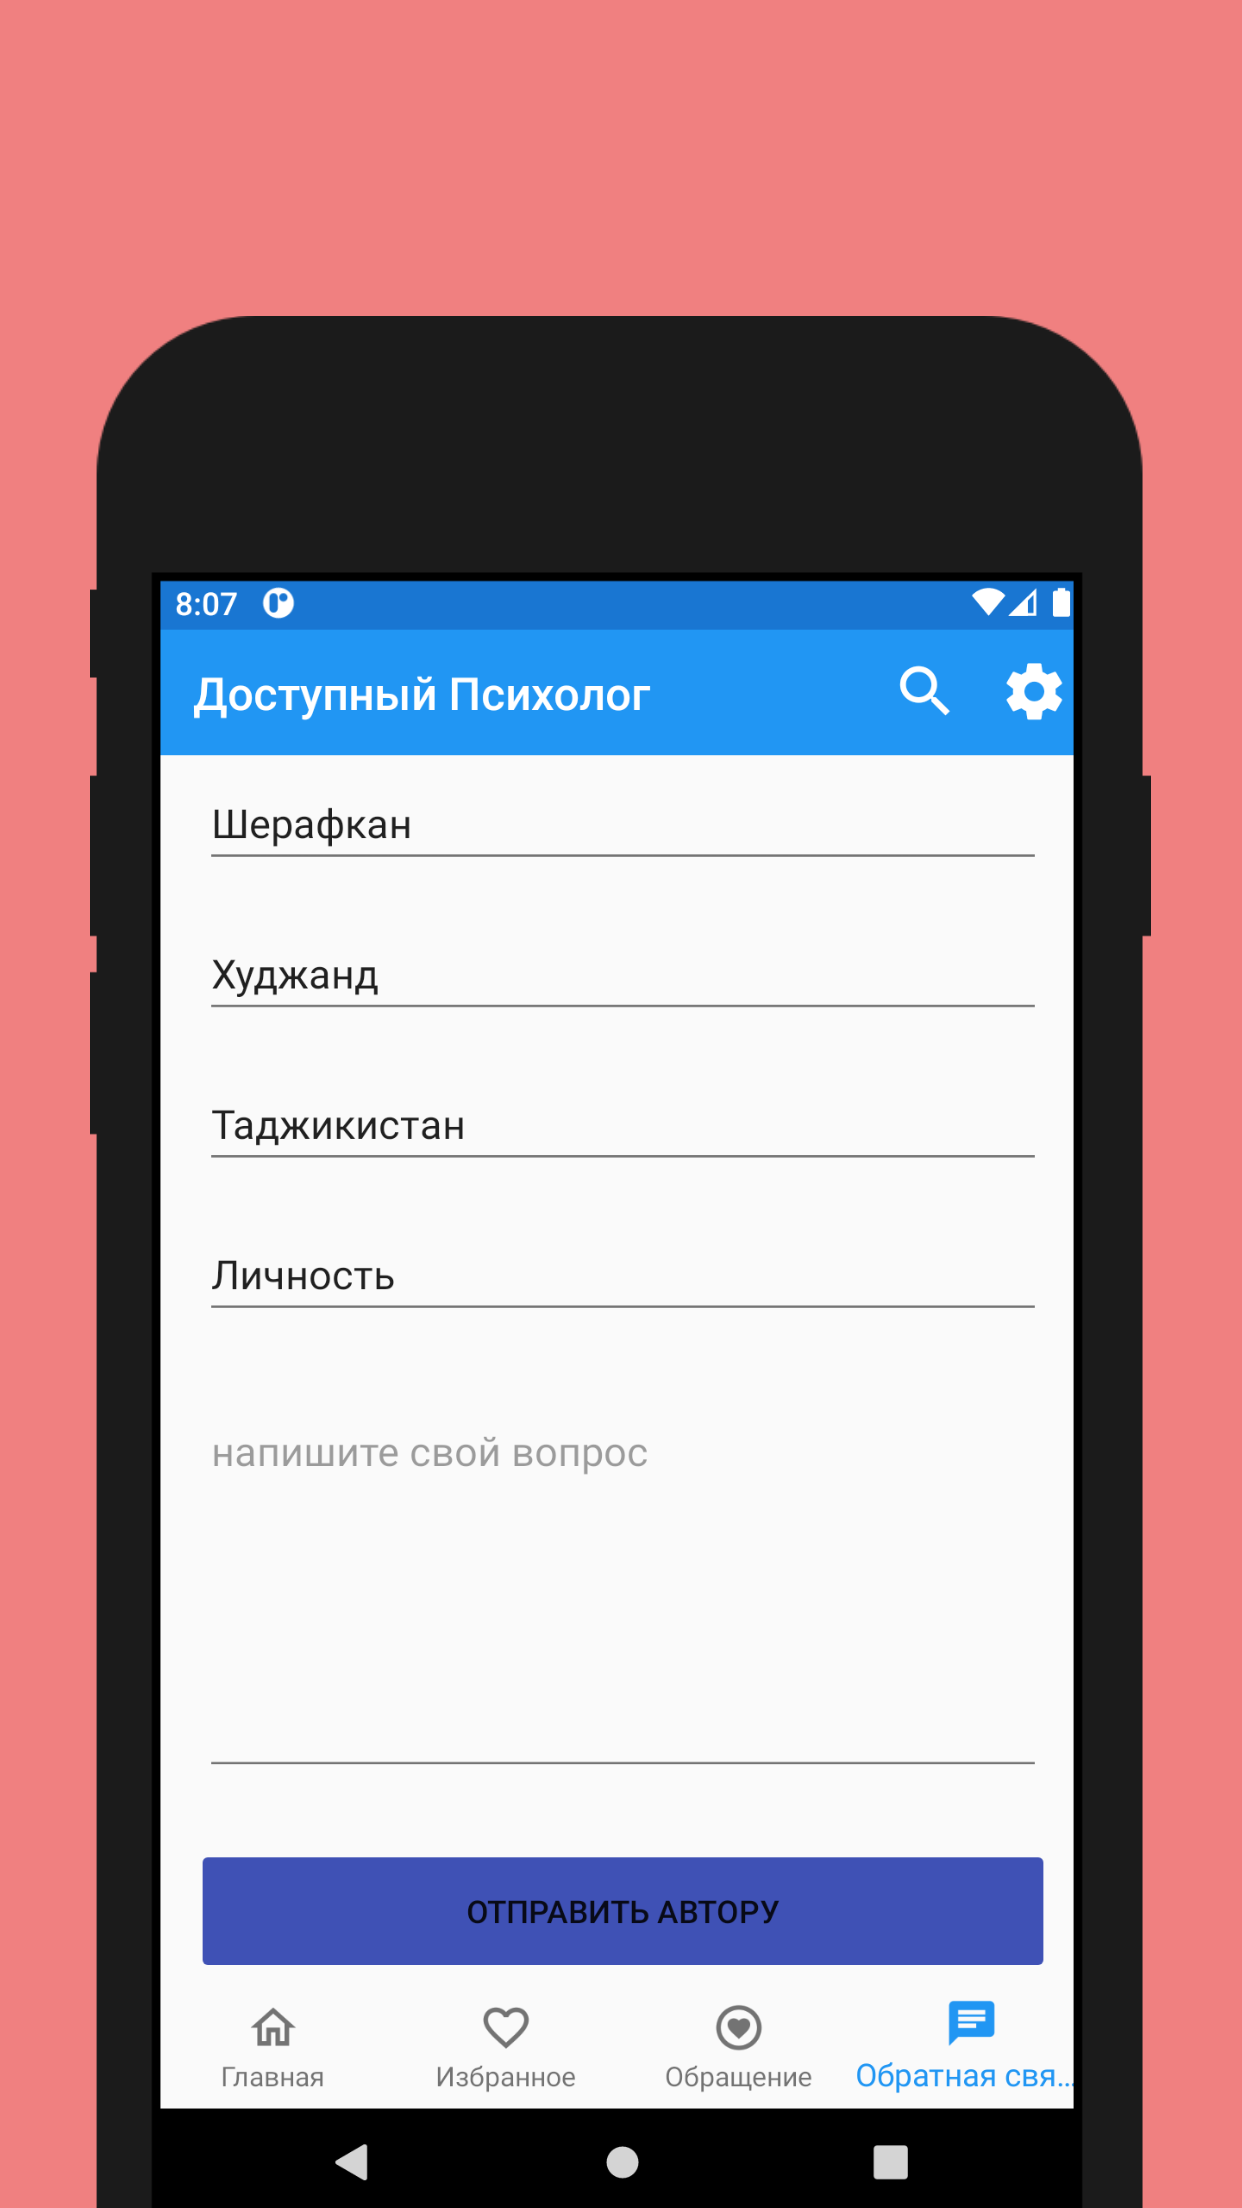 8:07
Доступный Психолог
Шерафкан
Худжанд
Таджикистан
Личность
напишите свой вопрос
ОТПРАВИТЬ АВТОРУ
Главная Избранное Обращение Обратная свя...